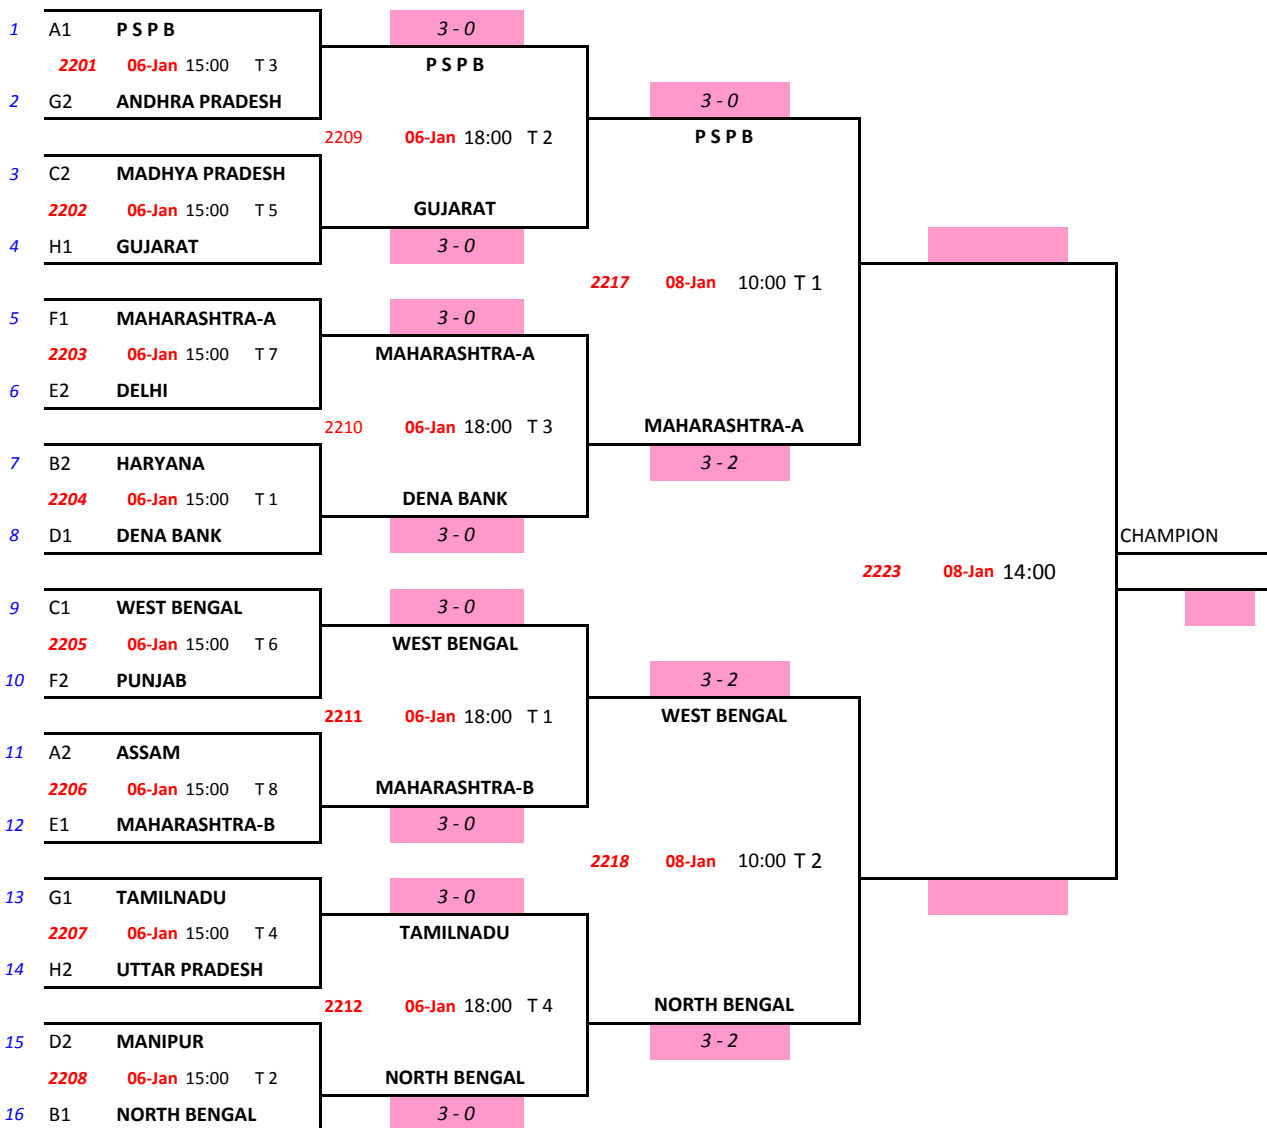 1 A1 P S P B 3 - 0
2201 06-Jan 15:00 T 3 P S P B
2 G2 ANDHRA PRADESH 3 - 0
2209 06-Jan 18:00 T 2 P S P B
3 C2 MADHYA PRADESH
2202 06-Jan 15:00 T 5 GUJARAT
4 H1 GUJARAT 3 - 0
2217 08-Jan 10:00 T 1
5 F1 MAHARASHTRA-A 3 - 0
2203 06-Jan 15:00 T 7 MAHARASHTRA-A
6 E2 DELHI
2210 06-Jan 18:00 T 3 MAHARASHTRA-A
7 B2 HARYANA 3 - 2
2204 06-Jan 15:00 T 1 DENA BANK
8 D1 DENA BANK 3 - 0 CHAMPION
2223 08-Jan 14:00
9 C1 WEST BENGAL 3 - 0
2205 06-Jan 15:00 T 6 WEST BENGAL
10 F2 PUNJAB 3 - 2
2211 06-Jan 18:00 T 1 WEST BENGAL
11 A2 ASSAM
2206 06-Jan 15:00 T 8 MAHARASHTRA-B
12 E1 MAHARASHTRA-B 3 - 0
2218 08-Jan 10:00 T 2
13 G1 TAMILNADU 3 - 0
2207 06-Jan 15:00 T 4 TAMILNADU
14 H2 UTTAR PRADESH
2212 06-Jan 18:00 T 4 NORTH BENGAL
15 D2 MANIPUR 3 - 2
2208 06-Jan 15:00 T 2 NORTH BENGAL
16 B1 NORTH BENGAL 3 - 0